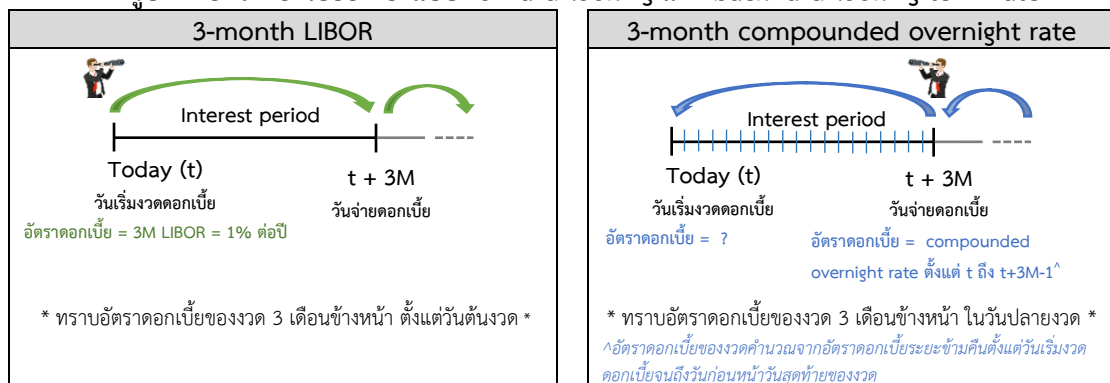 3-month LIBOR
Interest period
Today (t)
t + 3M
วันเริ่มงวดดอกเบี้ย
วันจ่ายดอกเบี้ย
อัตราดอกเบี้ย = 3M LIBOR = 1% ต่อปี
* ทราบอัตราดอกเบี้ยของงวด 3 เดือนข้างหน้า ตั้งแต่วันต้นงวด *
3-month compounded overnight rate
Interest period
Today (t)
t + 3M
วันเริ่มงวดดอกเบี้ย
วันจ่ายดอกเบี้ย
อัตราดอกเบี้ย = ?
อัตราดอกเบี้ย = compounded
overnight rate ตั้งแต่ t ถึง t+3M-1^
* ทราบอัตราดอกเบี้ยของงวด 3 เดือนข้างหน้า ในวันปลายงวด *
^อัตราดอกเบี้ยของงวดคำนวณจากอัตราดอกเบี้ยระยะข้ามคืนตั้งแต่วันเริ่มงวด
ดอกเบี้ยจนถึงวันก่อนหน้าวันสุดท้ายของงวด